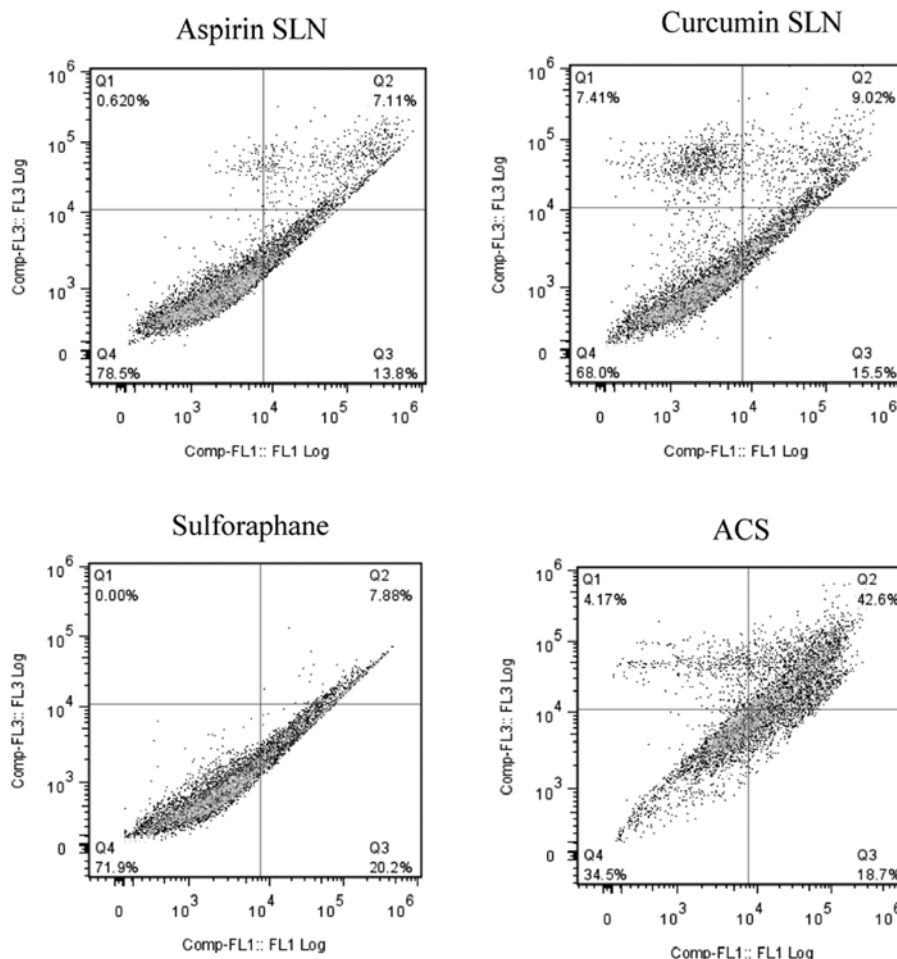 Aspirin SLN
Curcumin SLN
10^6
Q1
0.620%
Q2
7.11%
10^5
10^4
10^3
0
Q4
78.5%
Q3
13.8%
Comp-FL3:: FL3 Log
0 10^3 10^4 10^5 10^6
Comp-FL1:: FL1 Log
10^6
Q1
7.41%
Q2
9.02%
10^5
10^4
10^3
0
Q4
68.0%
Q3
15.5%
Comp-FL3:: FL3 Log
0 10^3 10^4 10^5 10^6
Comp-FL1:: FL1 Log
Sulforaphane
ACS
10^6
Q1
0.00%
Q2
7.88%
10^5
10^4
10^3
0
Q4
71.9%
Q3
20.2%
Comp-FL3:: FL3 Log
0 10^3 10^4 10^5 10^6
Comp-FL1:: FL1 Log
10^6
Q1
4.17%
Q2
42.6%
10^5
10^4
10^3
0
Q4
34.5%
Q3
18.7%
Comp-FL3:: FL3 Log
0 10^3 10^4 10^5 10^6
Comp-FL1:: FL1 Log